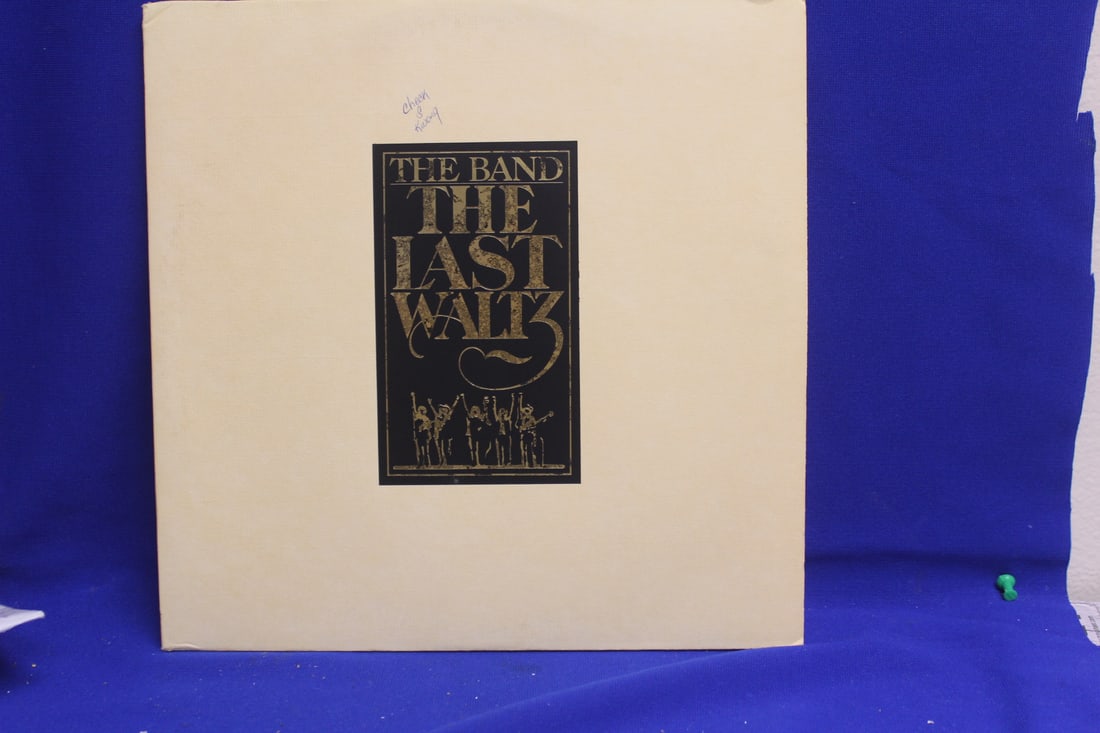 THE BAND
THE
LAST
WALTZ